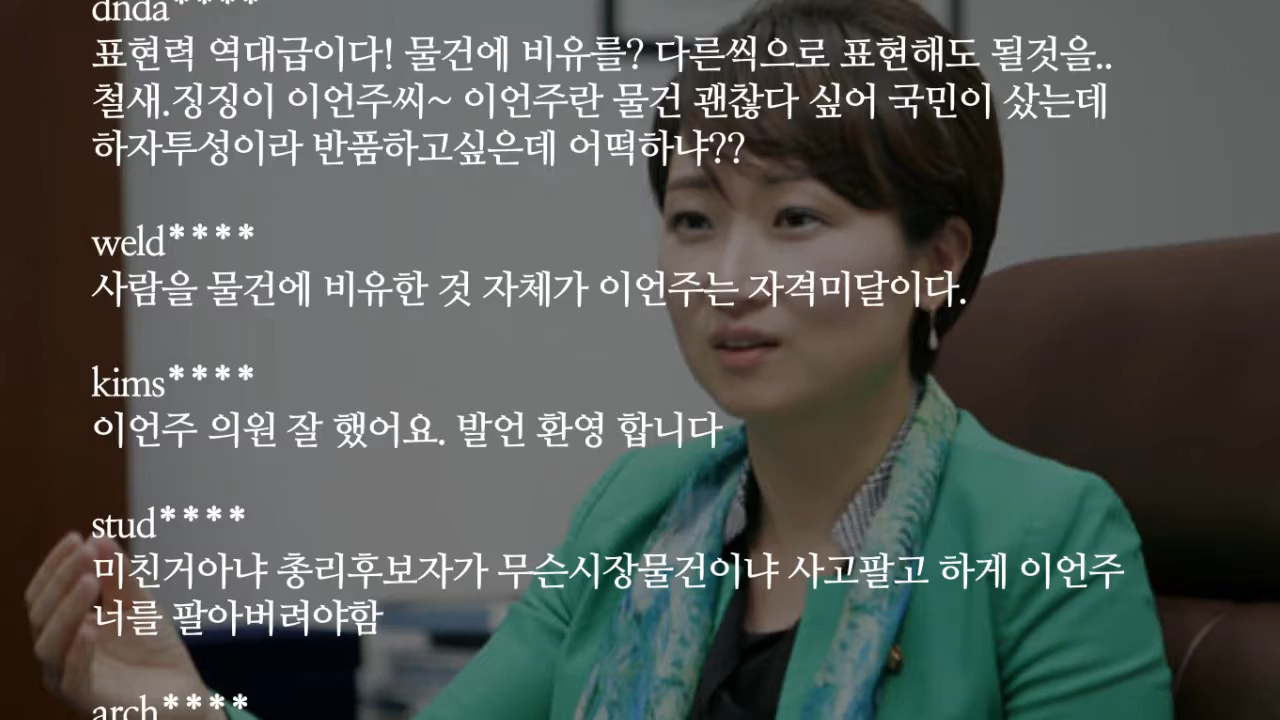 dnda****
표현력 역대급이다! 물건에 비유를? 다른씩으로 표현해도 될것을..
철새.징징이 이언주씨~ 이언주란 물건 괜찮다 싶어 국민이 샀는데
하자투성이라 반품하고싶은데 어떡하냐??
weld****
사람을 물건에 비유한 것 자체가 이언주는 자격미달이다.
kims****
이언주 의원 잘 했어요. 발언 환영 합니다
stud****
미친거아냐 총리후보자가 무슨시장물건이냐 사고팔고 하게 이언주
너를 팔아버려야함
arch****